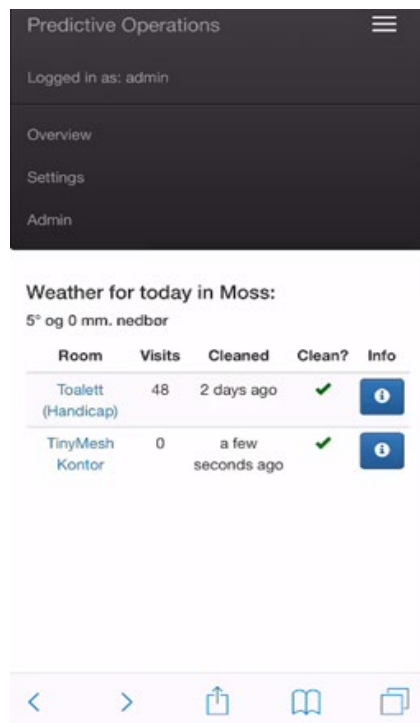 Predictive Operations
Logged in as: admin
Overview
Settings
Admin
Weather for today in Moss:
5° og 0 mm. nedbør
Room Visits Cleaned Clean? Info
Toalett 48 2 days ago
(Handicap)
TinyMesh 0 a few
Kontor seconds ago